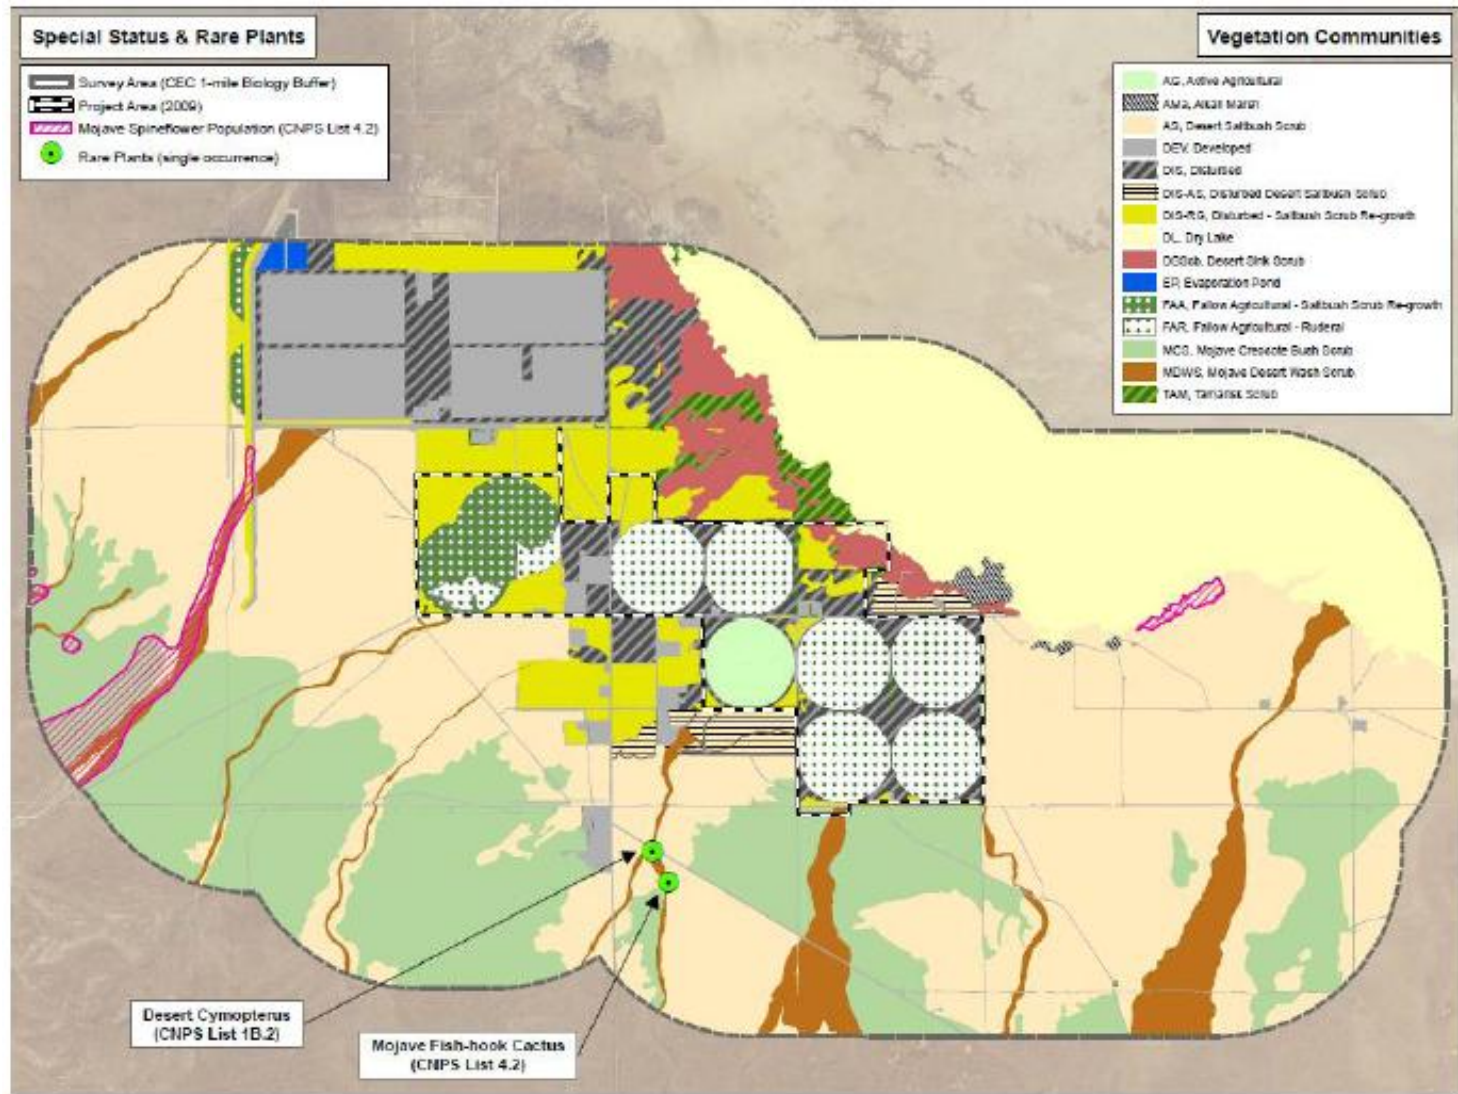 Special Status & Rare Plants
Survey Area (CEC 1-mile Biology Buffer)
Project Area (2009)
Mojave Spineflower Population (CNPS List 4.2)
Rare Plants (single occurrence)
Vegetation Communities
AG, Active Agricultural
AMa, Alkali Marsh
AS, Desert Saltbush Scrub
DEV, Developed
DIS, Disturbed
DIS-AS, Disturbed Desert Saltbush Scrub
DIS-RG, Disturbed - Saltbush Scrub Re-growth
DL, Dry Lake
DSScb, Desert Sink Scrub
EP, Evaporation Pond
FAA, Fallow Agricultural - Saltbush Scrub Re-growth
FAR, Fallow Agricultural - Ruderal
MCS, Mojave Creosote Bush Scrub
MDWS, Mojave Desert Wash Scrub
TAM, Tamarisk Scrub
Desert Cymopterus
(CNPS List 1B.2)
Mojave Fish-hook Cactus
(CNPS List 4.2)